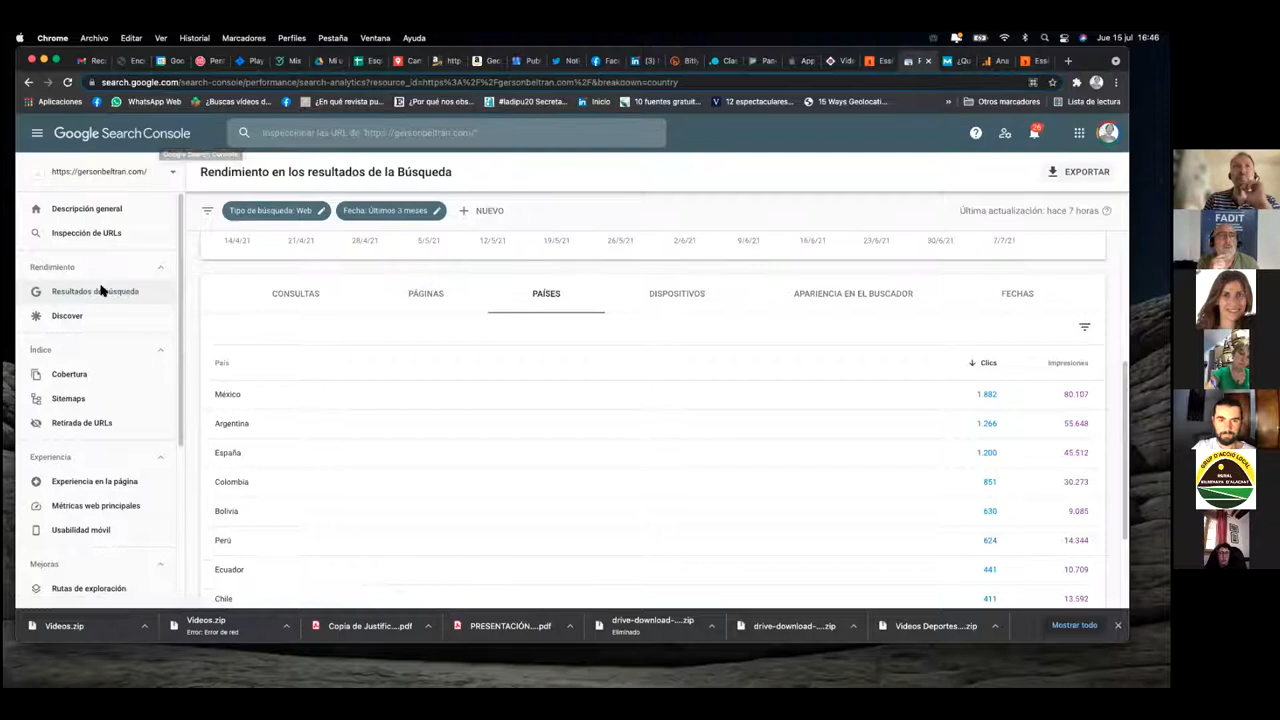 Chrome Archivo Editar Ver Historial Marcadores Perfiles Pestaña Ventana Ayuda Jue 15 jul 16:46
search.google.com/search-console/performance/search-analytics?resource_id=https%3A%2F%2Fgersonbeltran.com%2F&breakdown=country
Aplicaciones WhatsApp Web ¿Buscas vídeos d... ¿En qué revista pu... ¿Por qué nos obs... #ladipu20 Secreta... Inicio 10 fuentes gratuit... 12 espectaculares... 15 Ways Geolocati... » Otros marcadores Lista de lectura
Google Search Console
Inspeccionar las URL de "https://gersonbeltran.com/"
26
Google Search Console
https://gersonbeltran.com/
Rendimiento en los resultados de la Búsqueda
EXPORTAR
Descripción general
Tipo de búsqueda: Web
Fecha: Últimos 3 meses
NUEVO
Última actualización: hace 7 horas
Inspección de URLs
14/4/21 21/4/21 28/4/21 5/5/21 12/5/21 19/5/21 26/5/21 2/6/21 9/6/21 16/6/21 23/6/21 30/6/21 7/7/21
Rendimiento
Resultados de búsqueda
Discover
Índice
Cobertura
Sitemaps
Retirada de URLs
Experiencia
Experiencia en la página
Métricas web principales
Usabilidad móvil
Mejoras
Rutas de exploración
CONSULTAS PÁGINAS PAÍSES DISPOSITIVOS APARIENCIA EN EL BUSCADOR FECHAS
País Clics Impresiones
México 1.882 80.107
Argentina 1.266 55.648
España 1.200 45.512
Colombia 851 30.273
Bolivia 630 9.085
Perú 624 14.344
Ecuador 441 10.709
Chile 411 13.592
Videos.zip
Videos.zip
Error: Error de red
Copia de Justific....pdf
PRESENTACIÓN....pdf
drive-download-....zip
Eliminado
drive-download-....zip
Videos Deportes....zip
Mostrar todo
FADIT
GRUP D'ACCIÓ LOCAL
RURAL